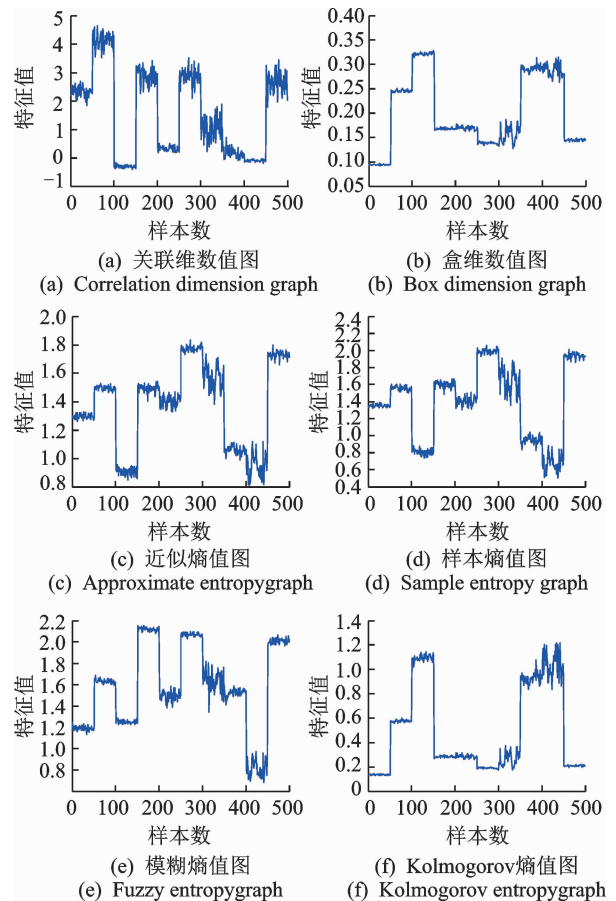 特征值
5
4
3
2
1
0
−1
0 100 200 300 400 500
样本数
(a) 关联维数值图
(a) Correlation dimension graph
特征值
0.40
0.35
0.30
0.25
0.20
0.15
0.10
0.05
0 100 200 300 400 500
样本数
(b) 盒维数值图
(b) Box dimension graph
特征值
2.0
1.8
1.6
1.4
1.2
1.0
0.8
0 100 200 300 400 500
样本数
(c) 近似熵值图
(c) Approximate entropygraph
特征值
2.4
2.2
2.0
1.8
1.6
1.4
1.2
1.0
0.8
0.6
0.4
0 100 200 300 400 500
样本数
(d) 样本熵值图
(d) Sample entropy graph
特征值
2.2
2.0
1.8
1.6
1.4
1.2
1.0
0.8
0 100 200 300 400 500
样本数
(e) 模糊熵值图
(e) Fuzzy entropygraph
特征值
1.4
1.2
1.0
0.8
0.6
0.4
0.2
0
0 100 200 300 400 500
样本数
(f) Kolmogorov熵值图
(f) Kolmogorov entropygraph